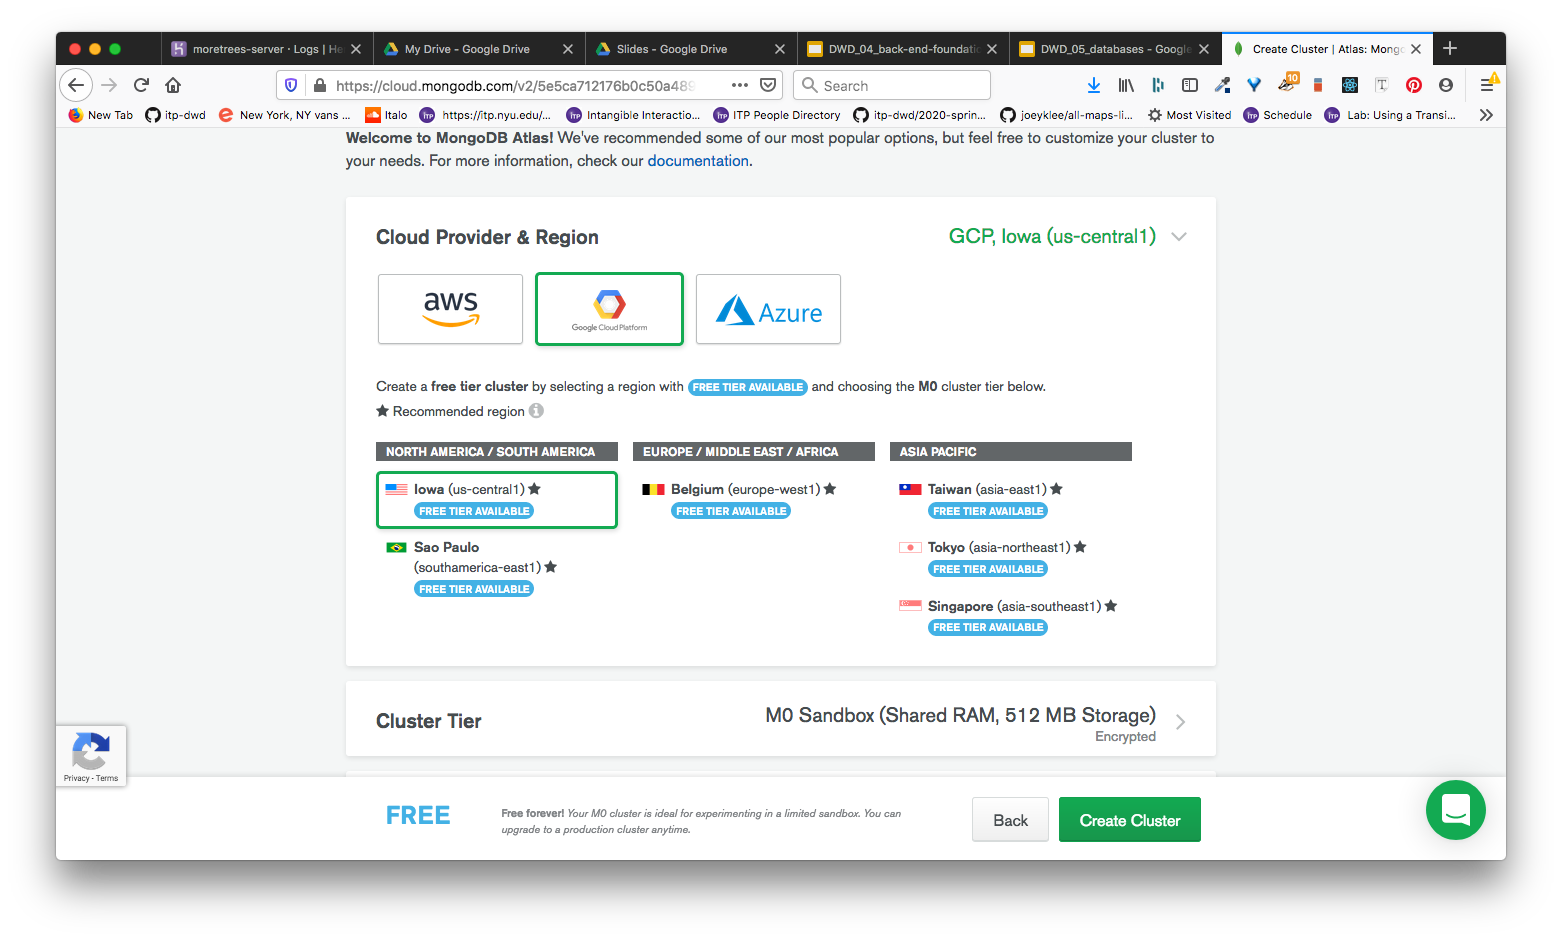 moretrees-server · Logs | He
My Drive - Google Drive
Slides - Google Drive
DWD_04_back-end-foundatio
DWD_05_databases - Google
Create Cluster | Atlas: Mongo
https://cloud.mongodb.com/v2/5e5ca712176b0c50a489
Search
10
New Tab
itp-dwd
New York, NY vans ...
Italo
https://itp.nyu.edu/...
Intangible Interactio...
ITP People Directory
itp-dwd/2020-sprin...
joeyklee/all-maps-li...
Most Visited
Schedule
Lab: Using a Transi...
Welcome to MongoDB Atlas! We've recommended some of our most popular options, but feel free to customize your cluster to
your needs. For more information, check our documentation.
Cloud Provider & Region
GCP, Iowa (us-central1)
aws
Google Cloud Platform
Azure
Create a free tier cluster by selecting a region with FREE TIER AVAILABLE and choosing the M0 cluster tier below.
★ Recommended region i
NORTH AMERICA / SOUTH AMERICA
Iowa (us-central1) ★
FREE TIER AVAILABLE
Sao Paulo
(southamerica-east1) ★
FREE TIER AVAILABLE
EUROPE / MIDDLE EAST / AFRICA
Belgium (europe-west1) ★
FREE TIER AVAILABLE
ASIA PACIFIC
Taiwan (asia-east1) ★
FREE TIER AVAILABLE
Tokyo (asia-northeast1) ★
FREE TIER AVAILABLE
Singapore (asia-southeast1) ★
FREE TIER AVAILABLE
Cluster Tier
M0 Sandbox (Shared RAM, 512 MB Storage)
Encrypted
Privacy - Terms
FREE
Free forever! Your M0 cluster is ideal for experimenting in a limited sandbox. You can
upgrade to a production cluster anytime.
Back
Create Cluster